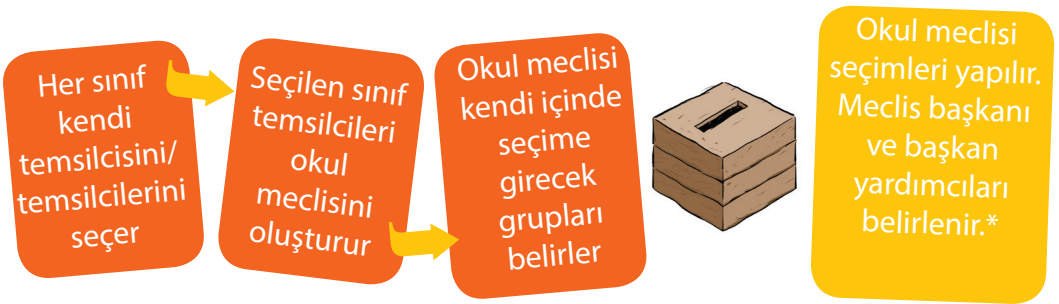 Her sınıf
kendi
temsilcisini/
temsilcilerini
seçer
Seçilen sınıf
temsilcileri
okul
meclisini
oluşturur
Okul meclisi
kendi içinde
seçime
girecek
grupları
belirler
Okul meclisi
seçimleri yapılır.
Meclis başkanı
ve başkan
yardımcıları
belirlenir.*